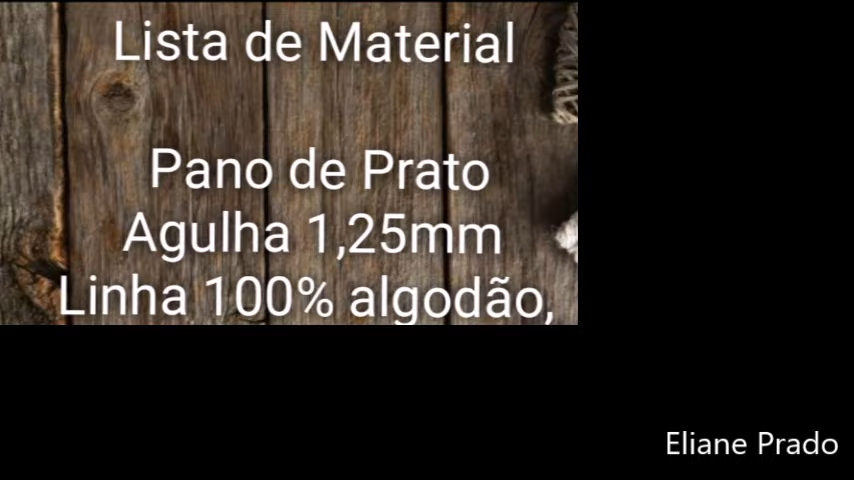 Lista de Material
Pano de Prato
Agulha 1,25mm
Linha 100% algodão,
Eliane Prado